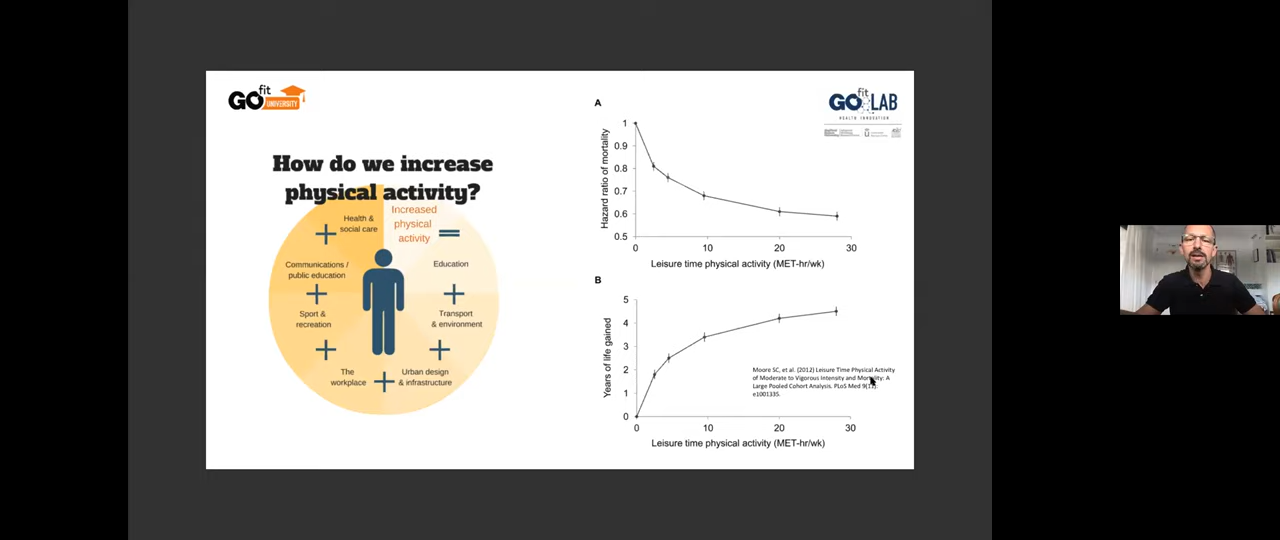 GO fit
UNIVERSITY
How do we increase
physical activity?
Increased
physical
activity
Health &
social care
Education
Communications /
public education
Transport
& environment
Sport &
recreation
Urban design
& infrastructure
The
workplace
GO fit LAB
HEALTH INNOVATION
A
Hazard ratio of mortality
1
0.9
0.8
0.7
0.6
0.5
0 10 20 30
Leisure time physical activity (MET-hr/wk)
B
Years of life gained
5
4
3
2
1
0
0 10 20 30
Leisure time physical activity (MET-hr/wk)
Moore SC, et al. (2012) Leisure Time Physical Activity
of Moderate to Vigorous Intensity and Mortality: A
Large Pooled Cohort Analysis. PLoS Med
e1001335.